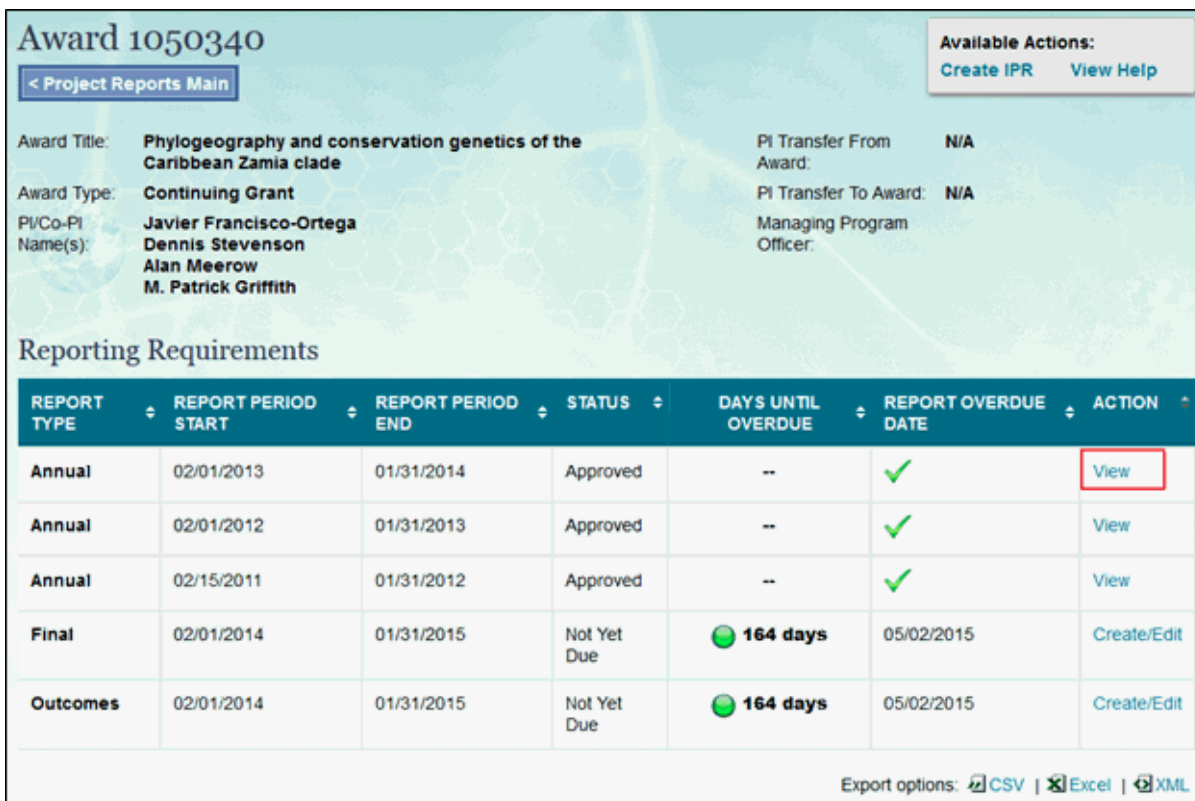 Award 1050340
Available Actions:
Create IPR View Help
< Project Reports Main
Award Title: Phylogeography and conservation genetics of the
Caribbean Zamia clade
PI Transfer From
Award: N/A
Award Type: Continuing Grant
PI Transfer To Award: N/A
PI/Co-PI
Name(s): Javier Francisco-Ortega
Dennis Stevenson
Alan Meerow
M. Patrick Griffith
Managing Program
Officer:
Reporting Requirements
REPORT TYPE REPORT PERIOD START REPORT PERIOD END STATUS DAYS UNTIL OVERDUE REPORT OVERDUE DATE ACTION
Annual 02/01/2013 01/31/2014 Approved -- View
Annual 02/01/2012 01/31/2013 Approved -- View
Annual 02/15/2011 01/31/2012 Approved -- View
Final 02/01/2014 01/31/2015 Not Yet Due 164 days 05/02/2015 Create/Edit
Outcomes 02/01/2014 01/31/2015 Not Yet Due 164 days 05/02/2015 Create/Edit
Export options: CSV | Excel | XML